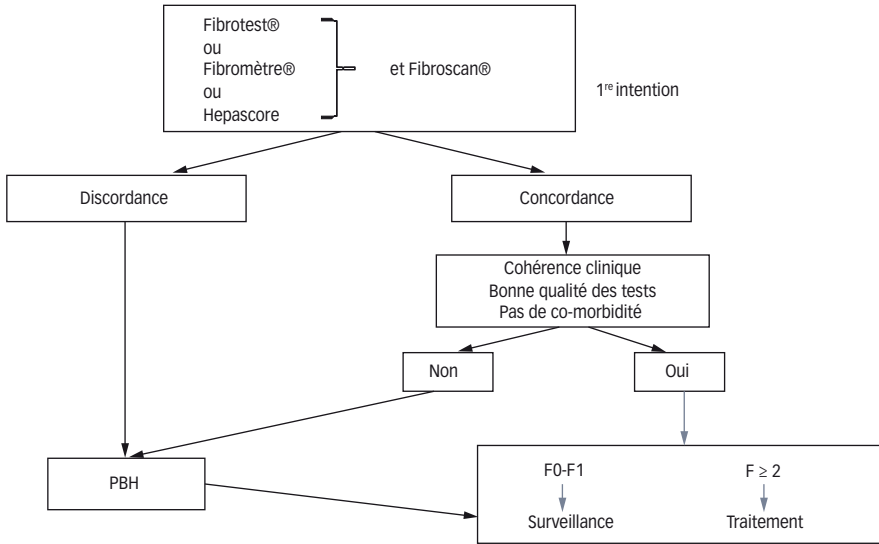 Fibrotest®
ou
Fibromètre® et Fibroscan®
ou
Hepascore
1re intention
Discordance
Concordance
Cohérence clinique
Bonne qualité des tests
Pas de co-morbidité
Non
Oui
PBH
F0-F1
F ≥ 2
Surveillance
Traitement